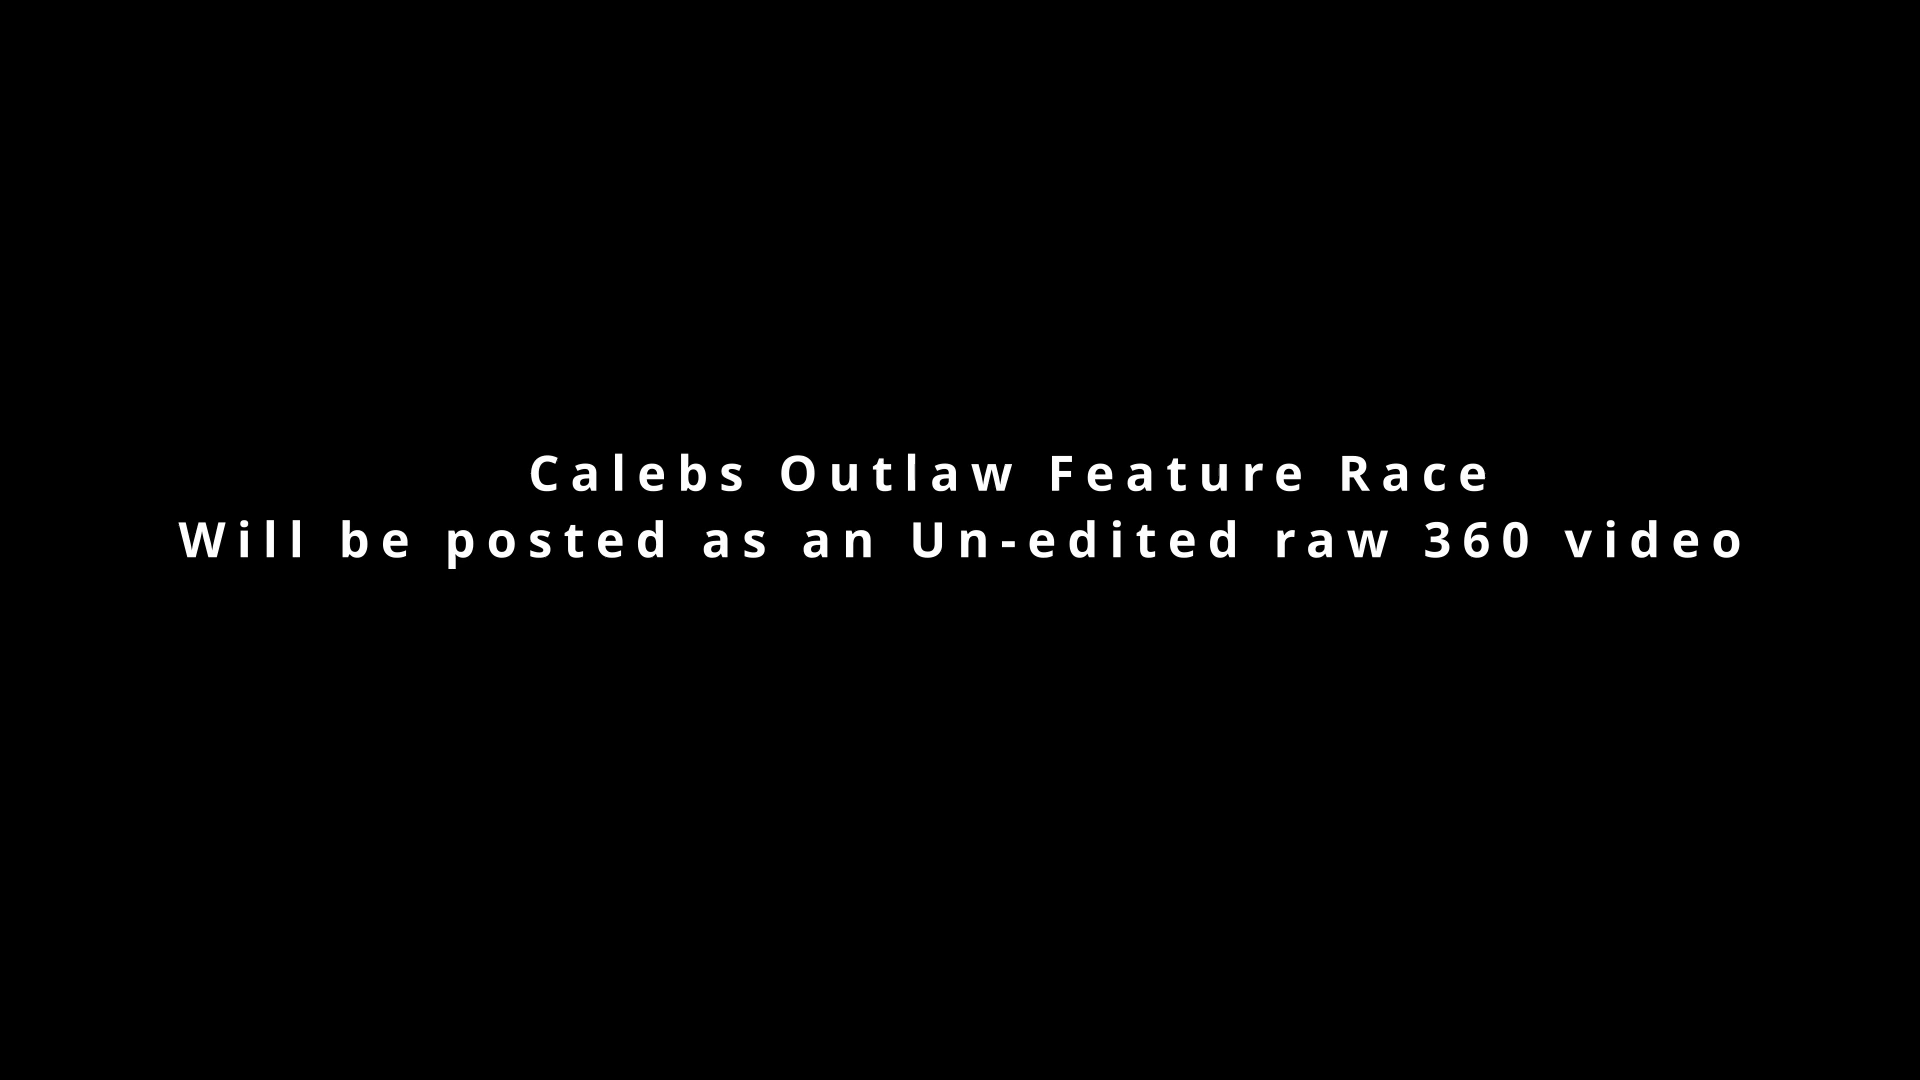 Calebs Outlaw Feature Race
Will be posted as an Un-edited raw 360 video